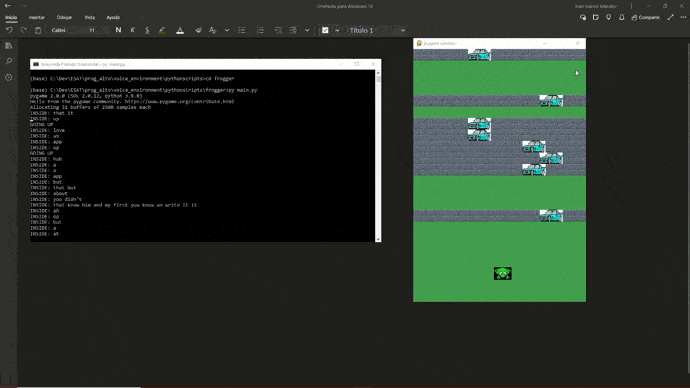 OneNote para Windows 10
Inicio Insertar Dibujar Vista Ayuda
Compartir
Calibri 11 N K S Título 1
pygame window
(base) C:\Dev\ESAT\prog_alto\voice_environment\pythonscripts>cd frogger
(base) C:\Dev\ESAT\prog_alto\voice_environment\pythonscripts\frogger>py main.py
pygame 2.0.0 (SDL 2.0.12, python 3.9.0)
Hello from the pygame community. https://www.pygame.org/contribute.html
Allocating 32 buffers of 2500 samples each
INSIDE: that it
INSIDE: up
GOING UP
INSIDE: love
INSIDE: ah
INSIDE: app
INSIDE: up
GOING UP
INSIDE: huh
INSIDE: a
INSIDE: a
INSIDE: app
INSIDE: but
INSIDE: that but
INSIDE: about
INSIDE: you didn't
INSIDE: that know him and my first you know an write it it
INSIDE: ah
INSIDE: op
INSIDE: but
INSIDE: a
INSIDE: at